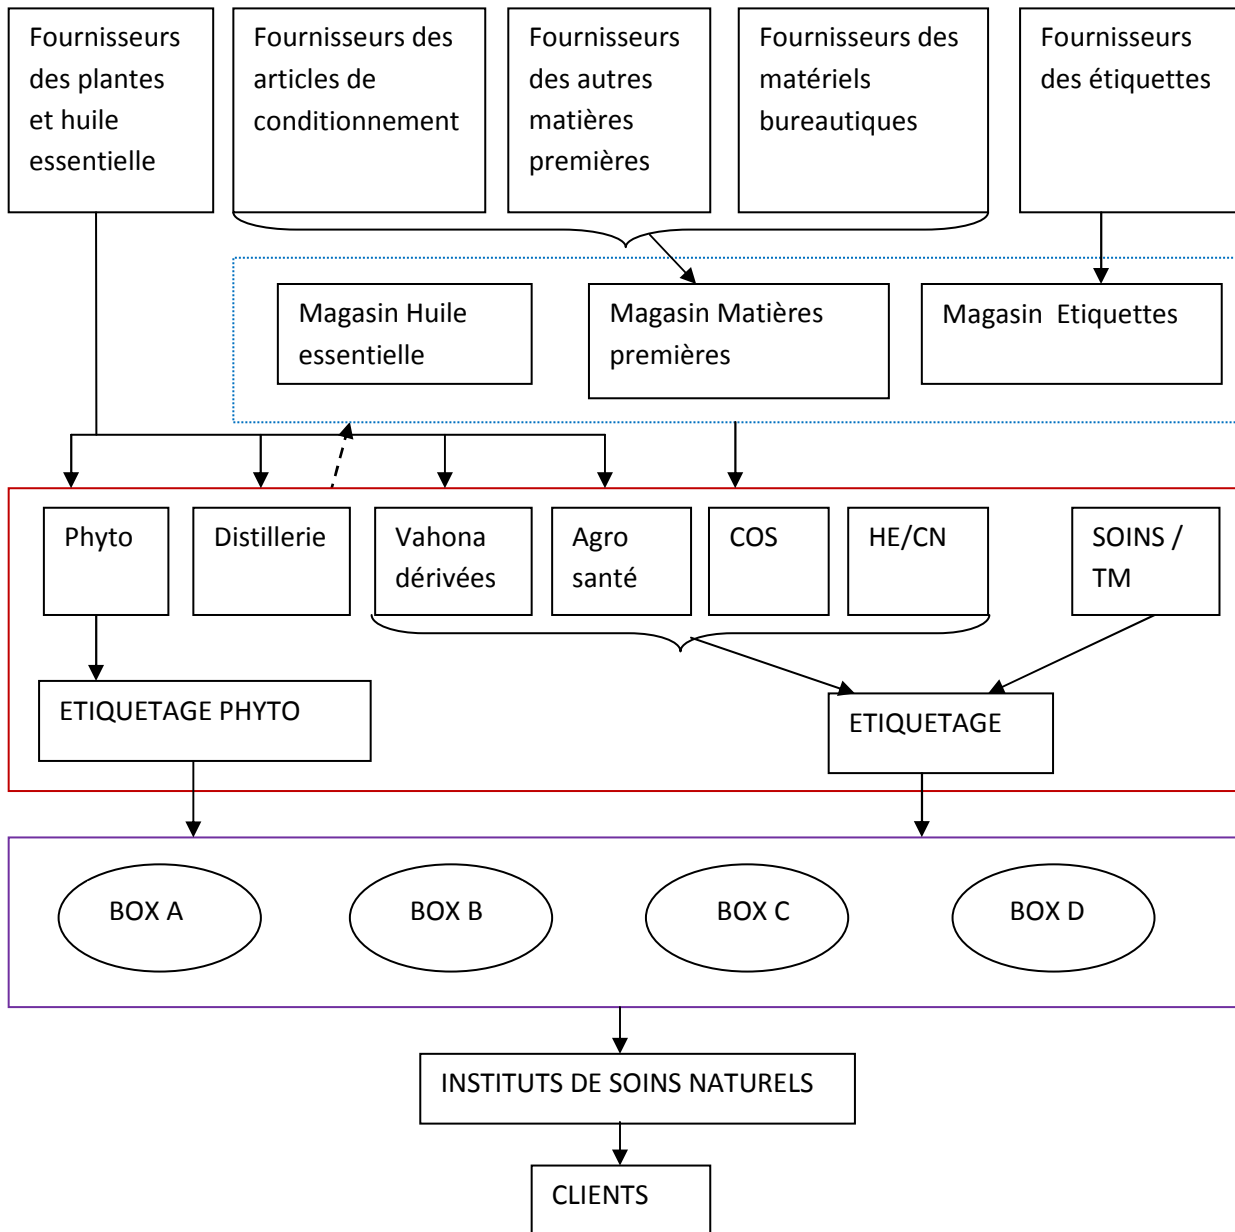 Fournisseurs
des plantes
et huile
essentielle
Fournisseurs des
articles de
conditionnement
Fournisseurs
des autres
matières
premières
Fournisseurs des
matériels
bureautiques
Fournisseurs
des étiquettes
Magasin Huile
essentielle
Magasin Matières
premières
Magasin Etiquettes
Phyto
Distillerie
Vahona
dérivées
Agro
santé
COS
HE/CN
SOINS /
TM
ETIQUETAGE PHYTO
ETIQUETAGE
BOX A
BOX B
BOX C
BOX D
INSTITUTS DE SOINS NATURELS
CLIENTS